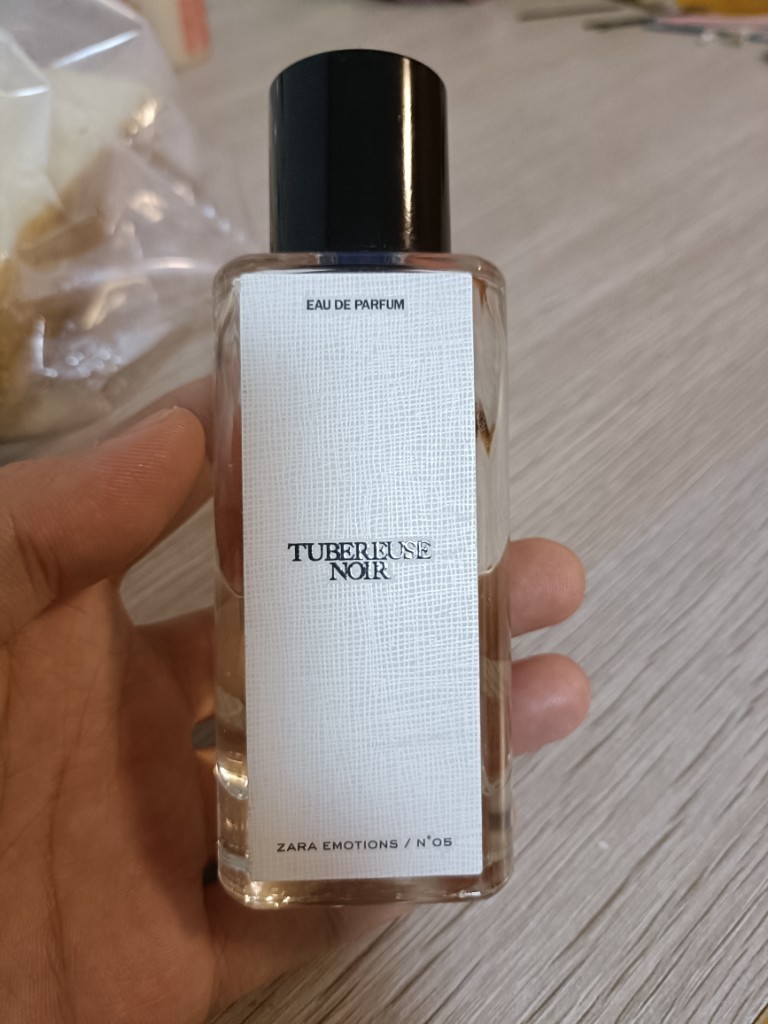 EAU DE PARFUM
TUBEREUSE
NOIR
ZARA EMOTIONS / N°05